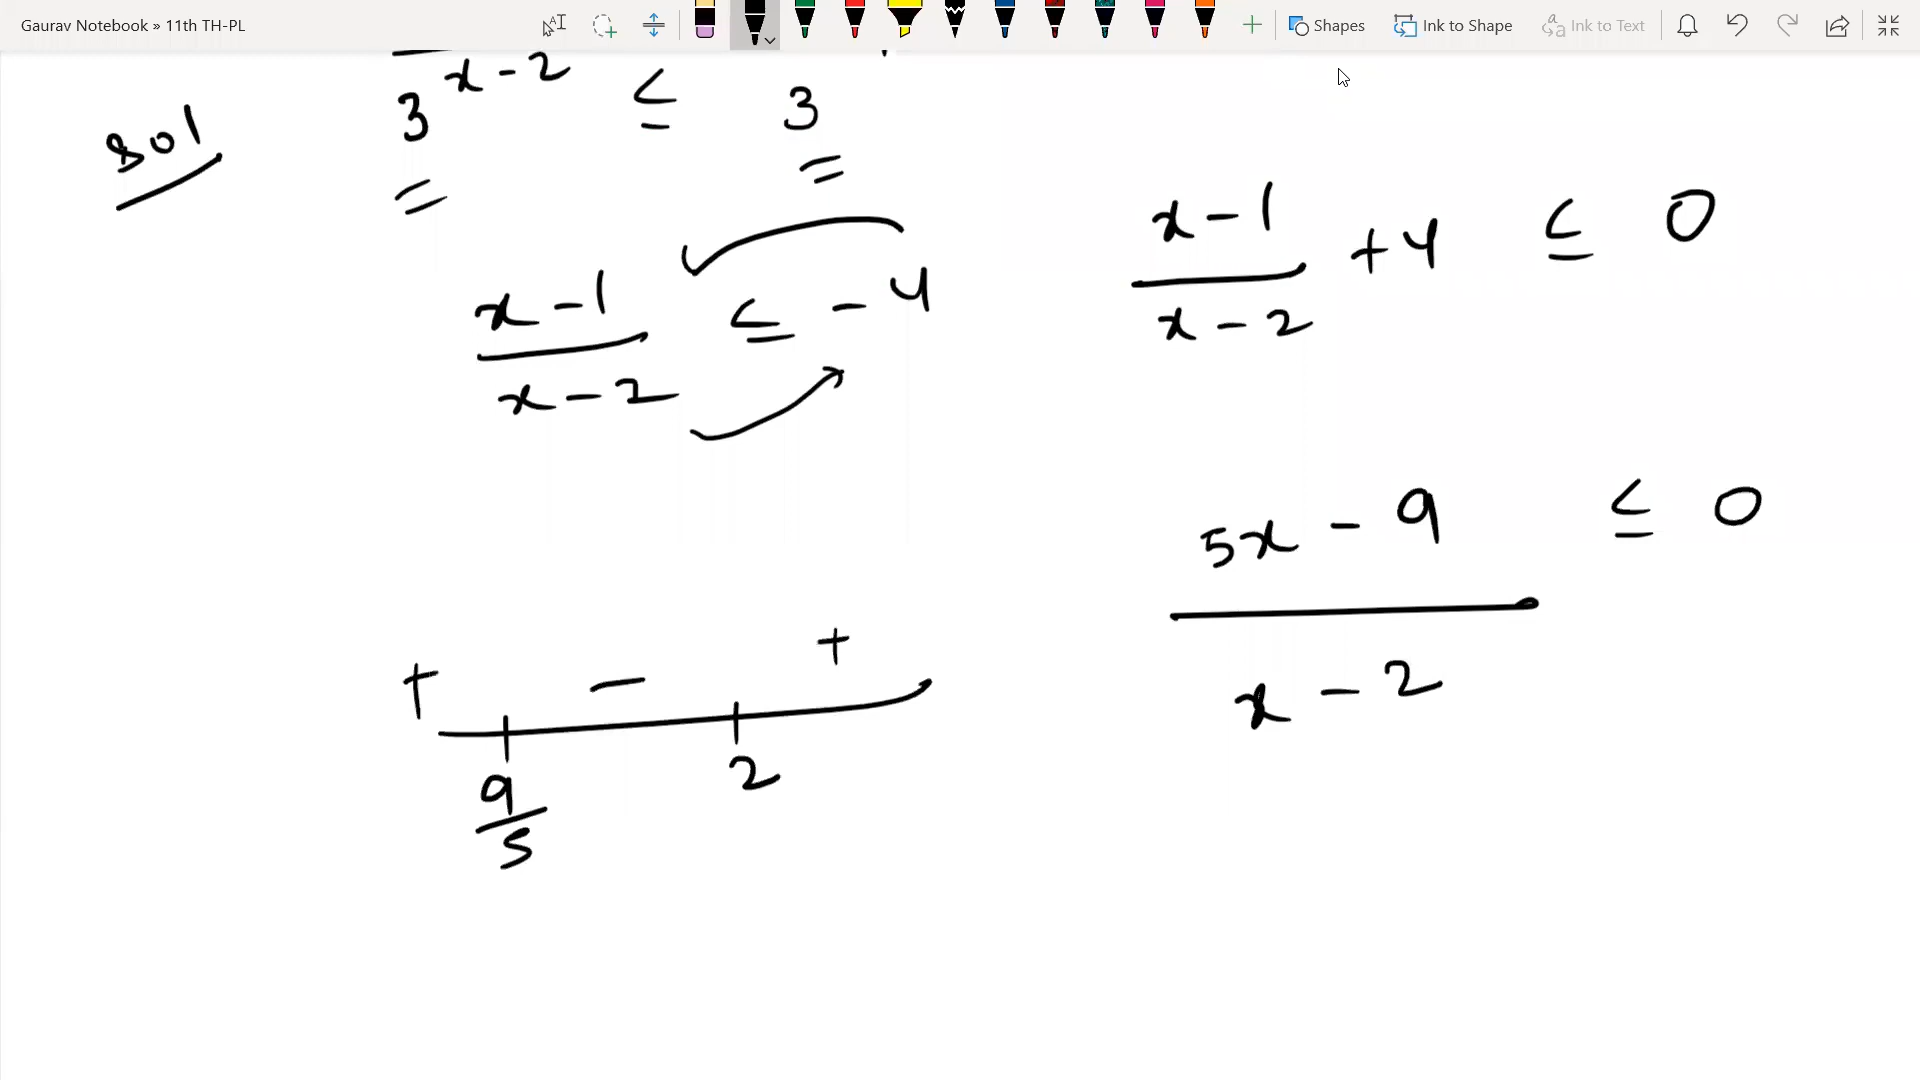 Gaurav Notebook » 11th TH-PL
Shapes
Ink to Shape
Ink to Text
sol
3^{x-2} ≤ 3
(x-1)/(x-2) ≤ -4
(x-1)/(x-2) + 4 ≤ 0
(5x-9)/(x-2) ≤ 0
+ - +
9/5 2